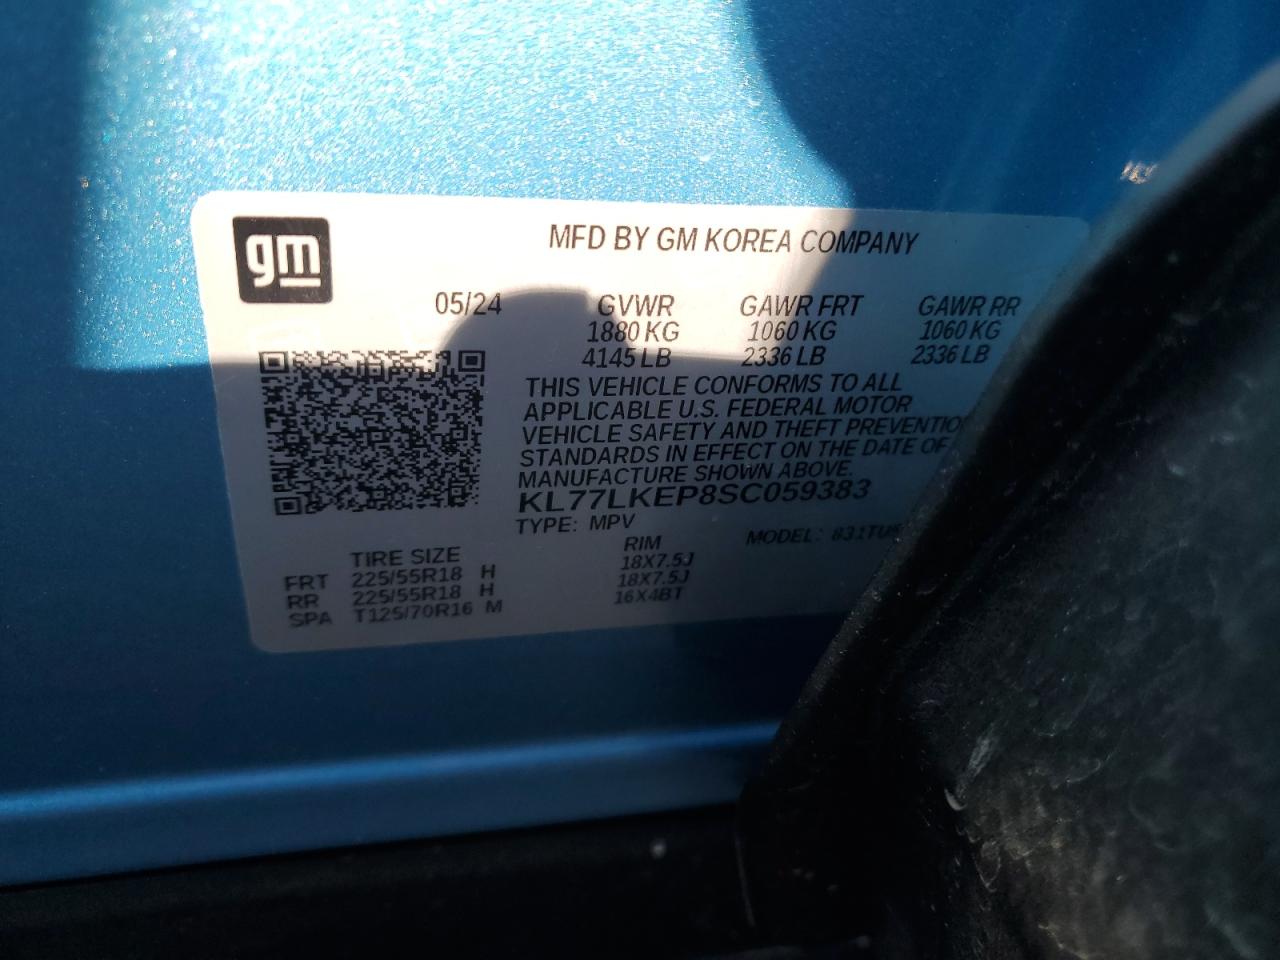 gm
MFD BY GM KOREA COMPANY
05/24 GVWR GAWR FRT GAWR RR
1880 KG 1060 KG 1060 KG
4145 LB 2336 LB 2336 LB
THIS VEHICLE CONFORMS TO ALL
APPLICABLE U.S. FEDERAL MOTOR
VEHICLE SAFETY AND THEFT PREVENTIO
STANDARDS IN EFFECT ON THE DATE OF
MANUFACTURE SHOWN ABOVE.
KL77LKEP8SC059383
TYPE: MPV MODEL:
TIRE SIZE RIM
FRT 225/55R18 H 18X7.5J
RR 225/55R18 H 18X7.5J
SPA T125/70R16 M 16X4BT